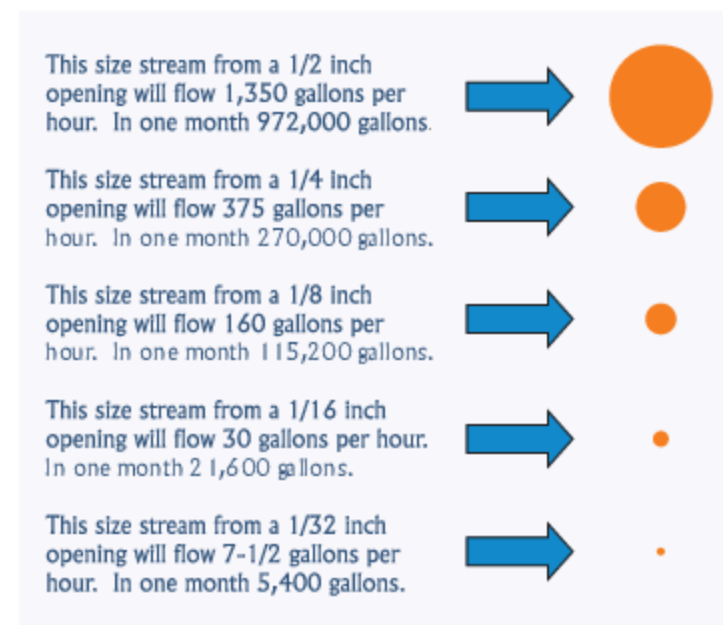 This size stream from a 1/2 inch
opening will flow 1,350 gallons per
hour. In one month 972,000 gallons.
This size stream from a 1/4 inch
opening will flow 375 gallons per
hour. In one month 270,000 gallons.
This size stream from a 1/8 inch
opening will flow 160 gallons per
hour. In one month 115,200 gallons.
This size stream from a 1/16 inch
opening will flow 30 gallons per hour.
In one month 21,600 gallons.
This size stream from a 1/32 inch
opening will flow 7-1/2 gallons per
hour. In one month 5,400 gallons.